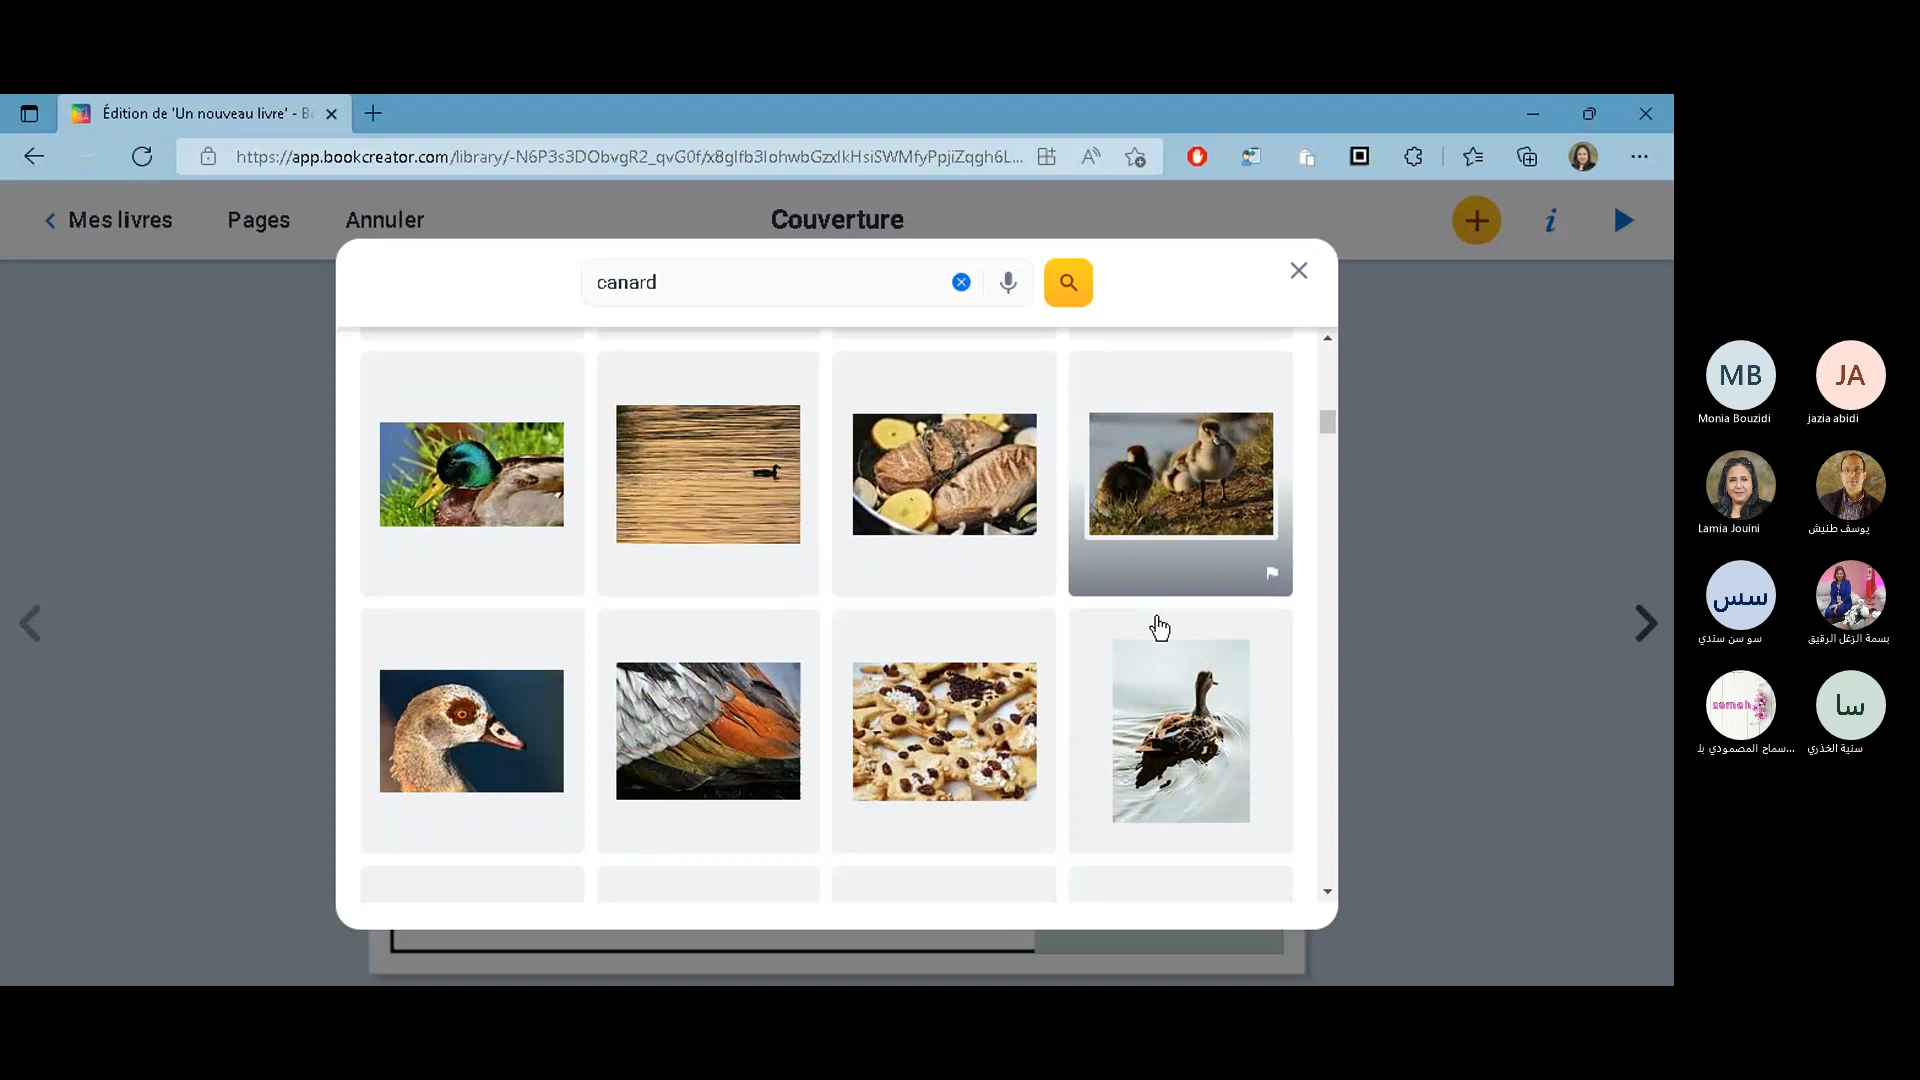 Édition de 'Un nouveau livre' - B
https://app.bookcreator.com/library/-N6P3s3DObvgR2_qvG0f/x8glfb3IohwbGzxlkHsiSWMfyPpjiZqgh6L...
Mes livres
Pages
Annuler
Couverture
canard
MB
JA
Monia Bouzidi
jazia abidi
Lamia Jouini
يوسف طنيش
سس
سو سن سندي
بسمة الزغل الرقيق
samah
سا
سماح المصمودي بلـ...
سنية الخذري